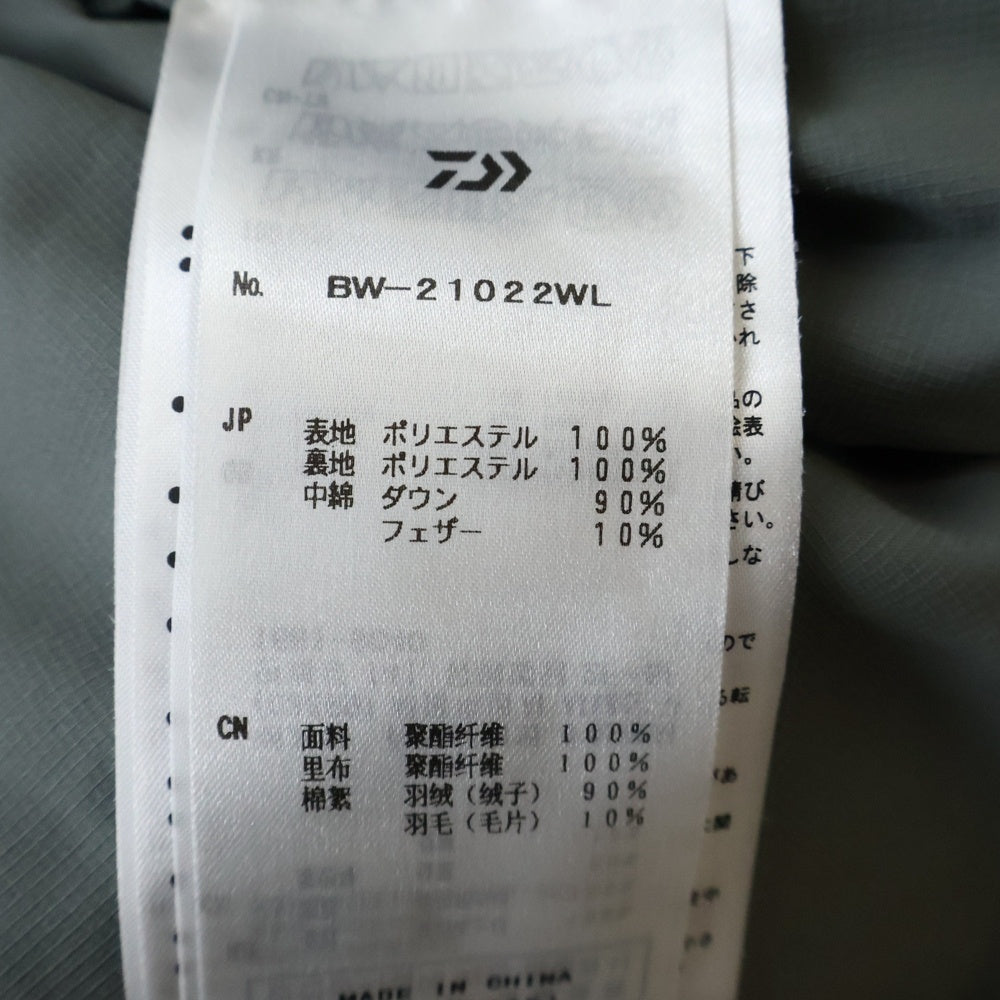 No. BW-21022WL
JP
表地 ポリエステル 100%
裏地 ポリエステル 100%
中綿 ダウン 90%
フェザー 10%
CN
面料 聚酯纤维 100%
里布 聚酯纤维 100%
棉絮 羽绒（绒子） 90%
羽毛（毛片） 10%
MADE IN CHINA
下
除
され
れ
の
表
い。
び
さい。
しな
ので
転